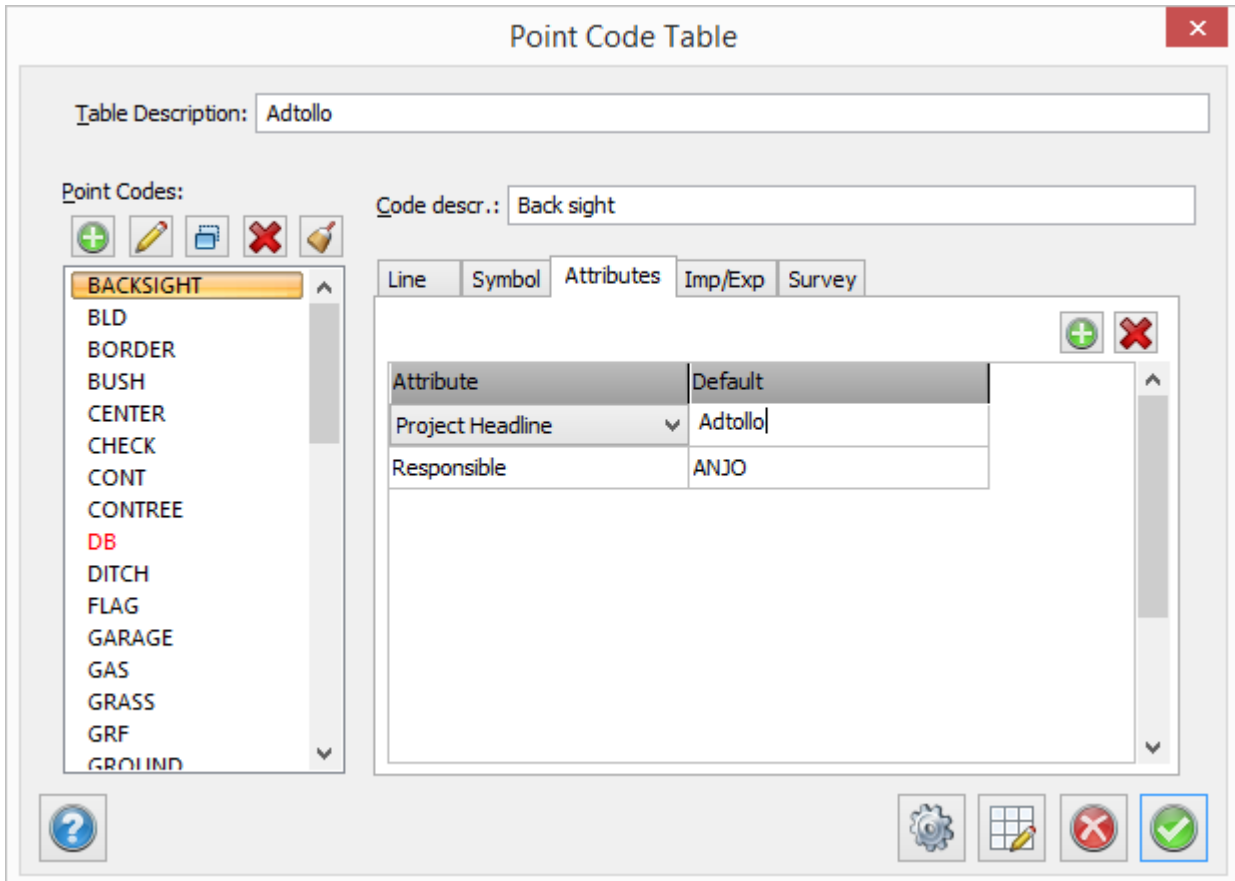 Point Code Table
Table Description: Adtollo
Point Codes:
Code descr.: Back sight
BACKSIGHT
BLD
BORDER
BUSH
CENTER
CHECK
CONT
CONTREE
DB
DITCH
FLAG
GARAGE
GAS
GRASS
GRF
GROUND
Line Symbol Attributes Imp/Exp Survey
Attribute Default
Project Headline Adtollo
Responsible ANJO